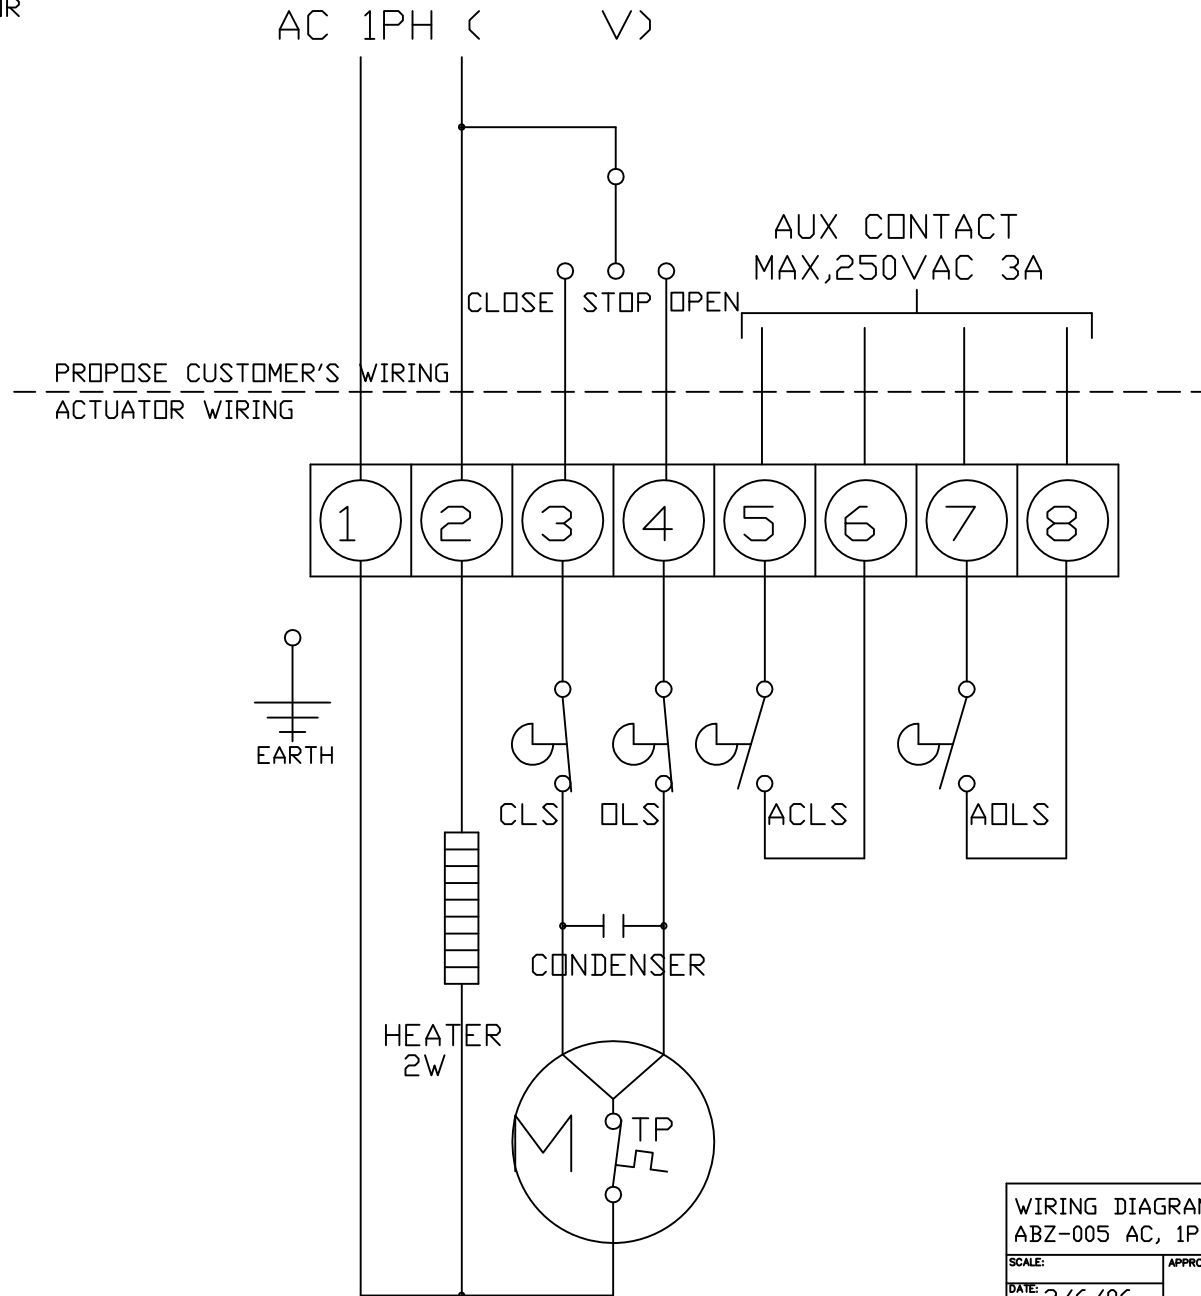 AC 1PH ( V)
AUX CONTACT
MAX,250VAC 3A
CLOSE STOP OPEN
PROPOSE CUSTOMER'S WIRING
ACTUATOR WIRING
1 2 3 4 5 6 7 8
EARTH
CLS OLS ACLS AOLS
CONDENSER
HEATER
2W
M TP
WIRING DIAGRAM
ABZ-005 AC, 1P
SCALE: APPRO
DATE: